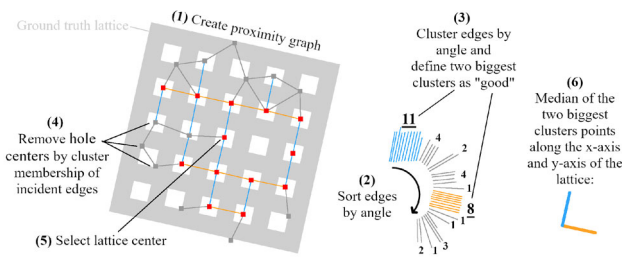 (1) Create proximity graph
Ground truth lattice
(4)
Remove hole
centers by cluster
membership of
incident edges
(5) Select lattice center
(3)
Cluster edges by
angle and
define two biggest
clusters as "good"
11
4
2
4
1
8
1
1
3
1
2
(2)
Sort edges
by angle
(6)
Median of the
two biggest
clusters points
along the x-axis
and y-axis of the
lattice: